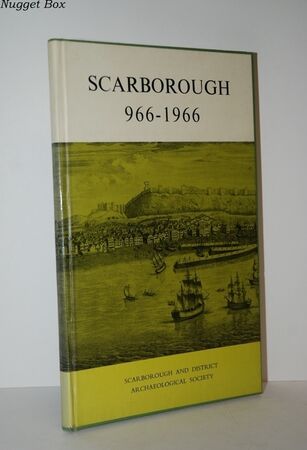 Nugget Box
SCARBOROUGH
966-1966
SCARBOROUGH AND DISTRICT
ARCHAEOLOGICAL SOCIETY